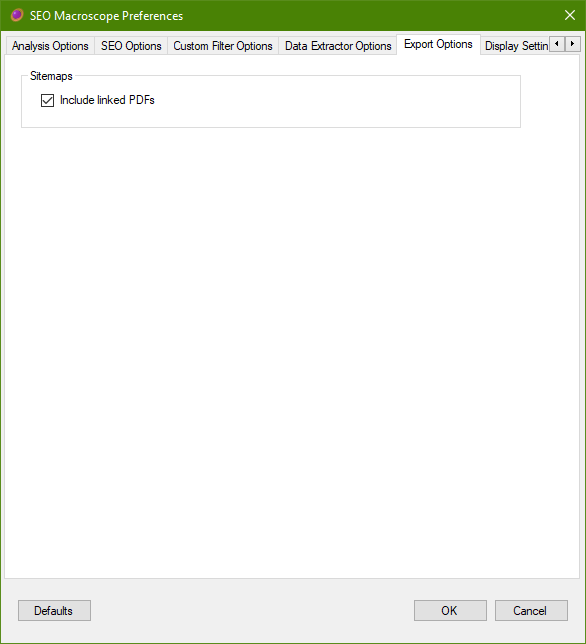 SEO Macroscope Preferences
Analysis Options SEO Options Custom Filter Options Data Extractor Options Export Options Display Settin
Sitemaps
Include linked PDFs
Defaults OK Cancel